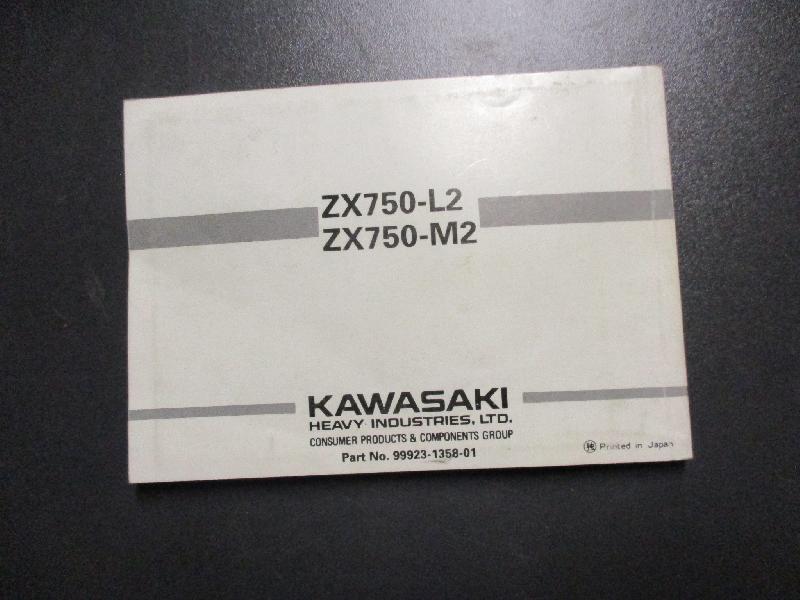 ZX750-L2
ZX750-M2
KAWASAKI
HEAVY INDUSTRIES, LTD.
CONSUMER PRODUCTS & COMPONENTS GROUP
Part No. 99923-1358-01
Printed in Japan